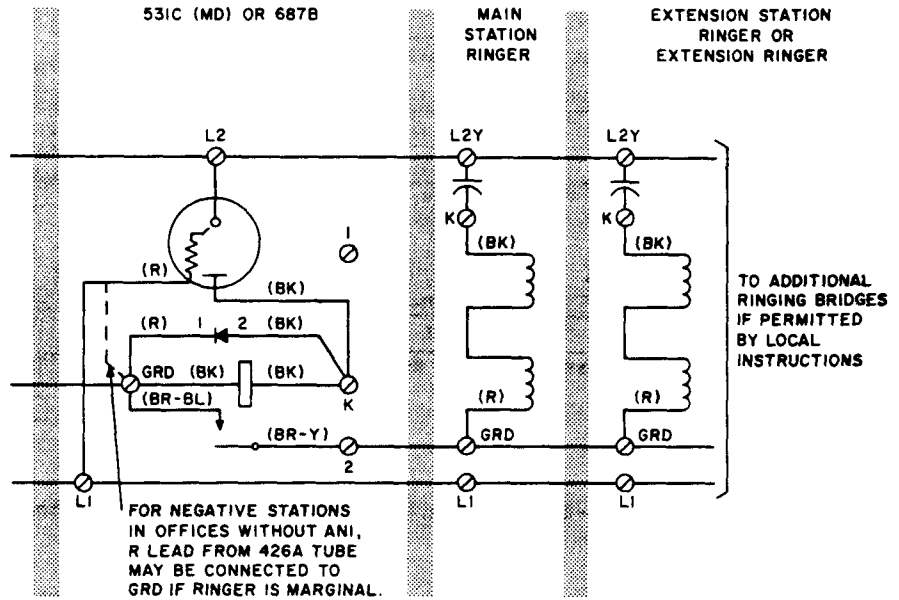 531C (MD) OR 687B
MAIN
STATION
RINGER
EXTENSION STATION
RINGER OR
EXTENSION RINGER
L2
L2Y
L2Y
K
K
1
(BK)
(BK)
(R)
(BK)
(R) 1 2 (BK)
GRD (BK) (BK)
K
(BR-BL)
(R)
(R)
(BR-Y)
2
GRD
GRD
L1
L1
L1
TO ADDITIONAL
RINGING BRIDGES
IF PERMITTED
BY LOCAL
INSTRUCTIONS
FOR NEGATIVE STATIONS
IN OFFICES WITHOUT ANI,
R LEAD FROM 426A TUBE
MAY BE CONNECTED TO
GRD IF RINGER IS MARGINAL.